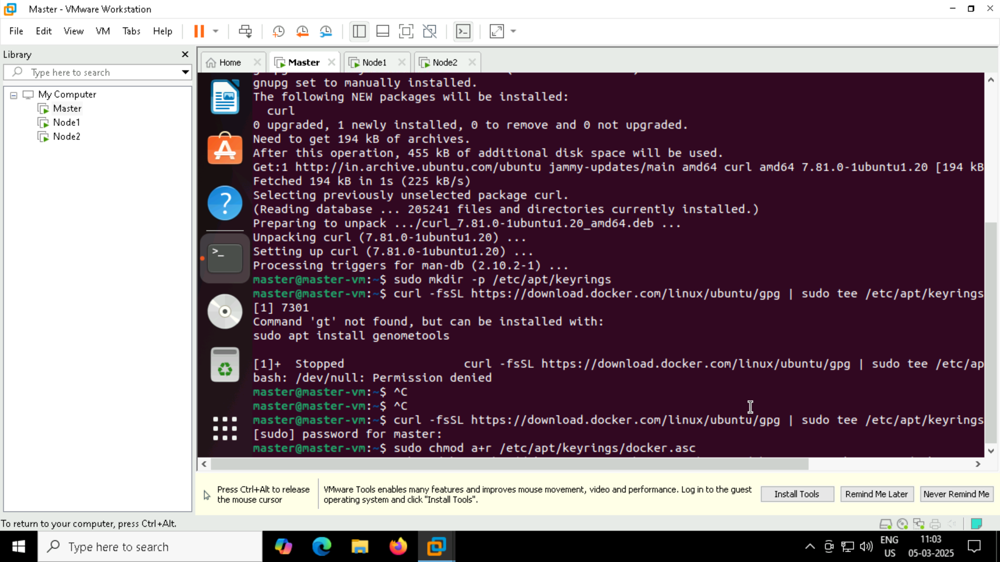 Master - VMware Workstation
File Edit View VM Tabs Help
Library
Type here to search
My Computer
Master
Node1
Node2
Home
Master
Node1
Node2
gnupg set to manually installed.
The following NEW packages will be installed:
curl
0 upgraded, 1 newly installed, 0 to remove and 0 not upgraded.
Need to get 194 kB of archives.
After this operation, 455 kB of additional disk space will be used.
Get:1 http://in.archive.ubuntu.com/ubuntu jammy-updates/main amd64 curl amd64 7.81.0-1ubuntu1.20 [194 kB
Fetched 194 kB in 1s (225 kB/s)
Selecting previously unselected package curl.
(Reading database ... 205241 files and directories currently installed.)
Preparing to unpack .../curl_7.81.0-1ubuntu1.20_amd64.deb ...
Unpacking curl (7.81.0-1ubuntu1.20) ...
Setting up curl (7.81.0-1ubuntu1.20) ...
Processing triggers for man-db (2.10.2-1) ...
master@master-vm:~$ sudo mkdir -p /etc/apt/keyrings
master@master-vm:~$ curl -fsSL https://download.docker.com/linux/ubuntu/gpg | sudo tee /etc/apt/keyrings
[1] 7301
Command 'gt' not found, but can be installed with:
sudo apt install genometools
[1]+  Stopped                 curl -fsSL https://download.docker.com/linux/ubuntu/gpg | sudo tee /etc/ap
bash: /dev/null: Permission denied
master@master-vm:~$ ^C
master@master-vm:~$ ^C
master@master-vm:~$ curl -fsSL https://download.docker.com/linux/ubuntu/gpg | sudo tee /etc/apt/keyrings
[sudo] password for master:
master@master-vm:~$ sudo chmod a+r /etc/apt/keyrings/docker.asc
Press Ctrl+Alt to release
the mouse cursor
VMware Tools enables many features and improves mouse movement, video and performance. Log in to the guest
operating system and click "Install Tools".
Install Tools
Remind Me Later
Never Remind Me
To return to your computer, press Ctrl+Alt.
Type here to search
ENG
US
11:03
05-03-2025